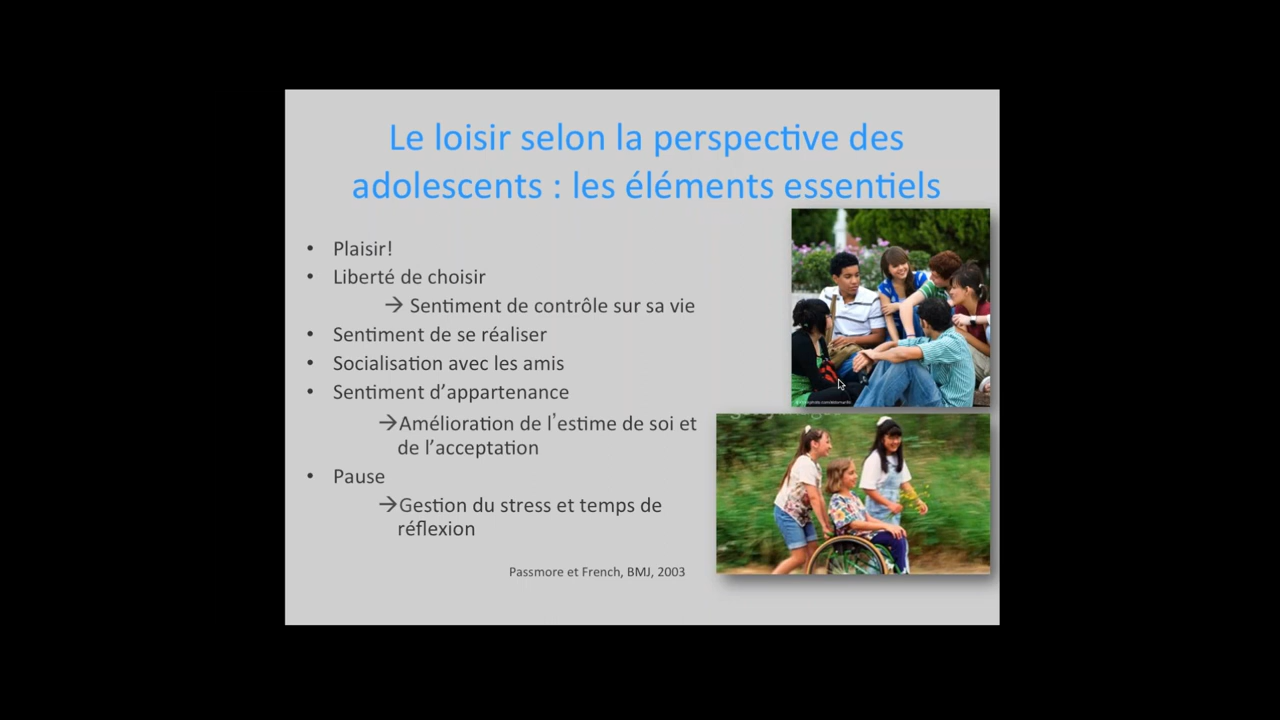 Le loisir selon la perspective des
adolescents : les éléments essentiels
• Plaisir!
• Liberté de choisir
→ Sentiment de contrôle sur sa vie
• Sentiment de se réaliser
• Socialisation avec les amis
• Sentiment d’appartenance
→Amélioration de l’estime de soi et
de l’acceptation
• Pause
→Gestion du stress et temps de
réflexion
Passmore et French, BMJ, 2003